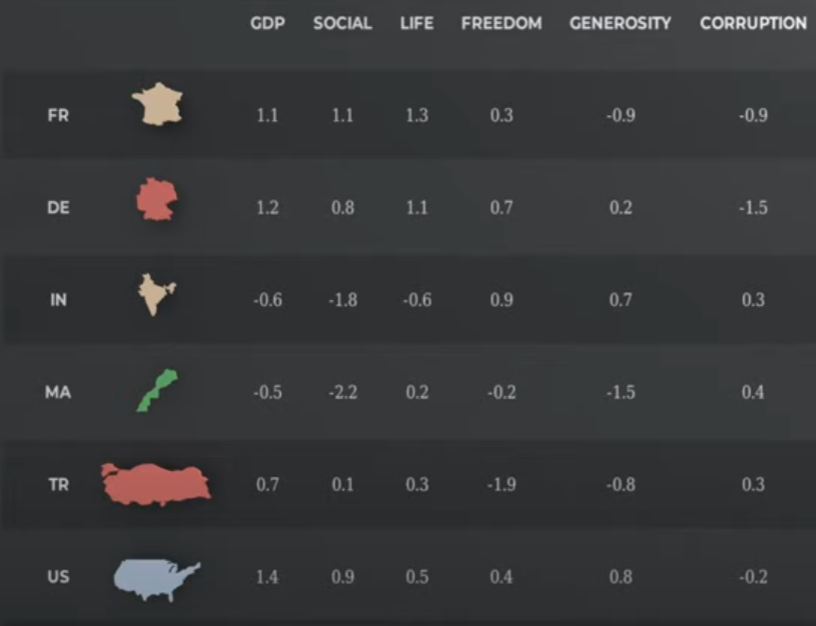 GDP SOCIAL LIFE FREEDOM GENEROSITY CORRUPTION
FR 1.1 1.1 1.3 0.3 -0.9 -0.9
DE 1.2 0.8 1.1 0.7 0.2 -1.5
IN -0.6 -1.8 -0.6 0.9 0.7 0.3
MA -0.5 -2.2 0.2 -0.2 -1.5 0.4
TR 0.7 0.1 0.3 -1.9 -0.8 0.3
US 1.4 0.9 0.5 0.4 0.8 -0.2